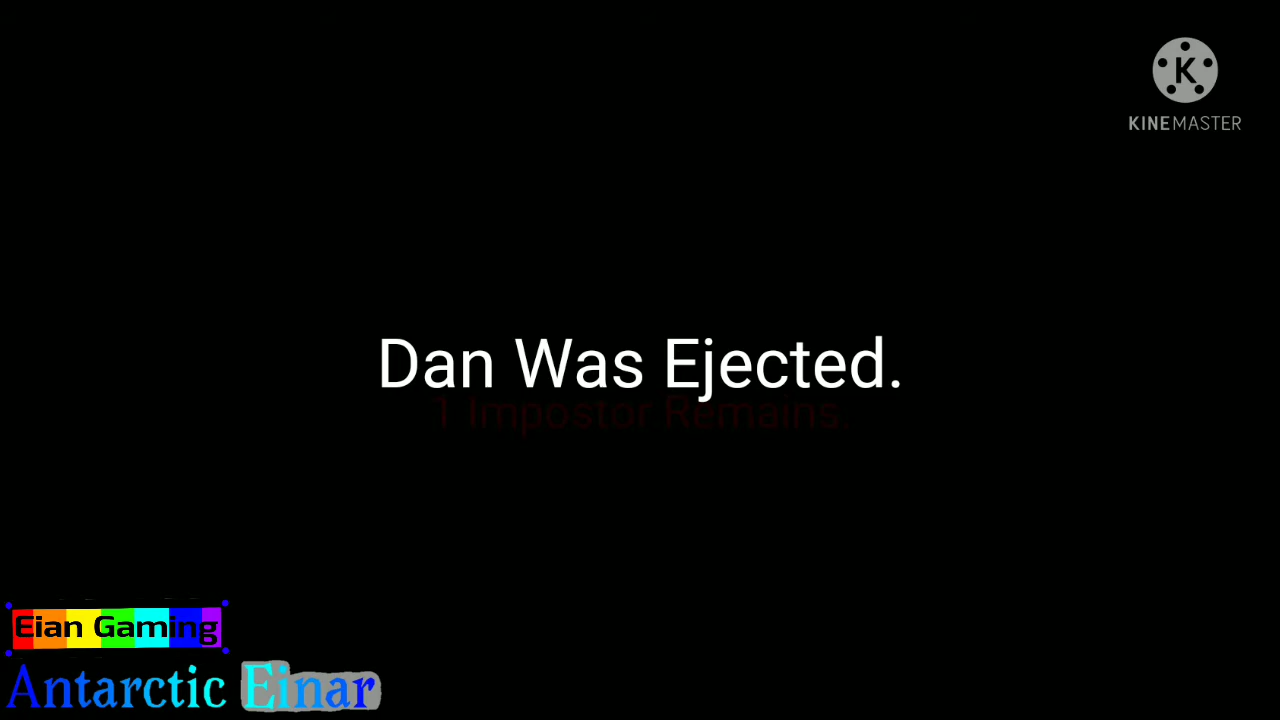 K
KINEMASTER
Dan Was Ejected.
1 Impostor Remains.
Eian Gaming
Antarctic Einar